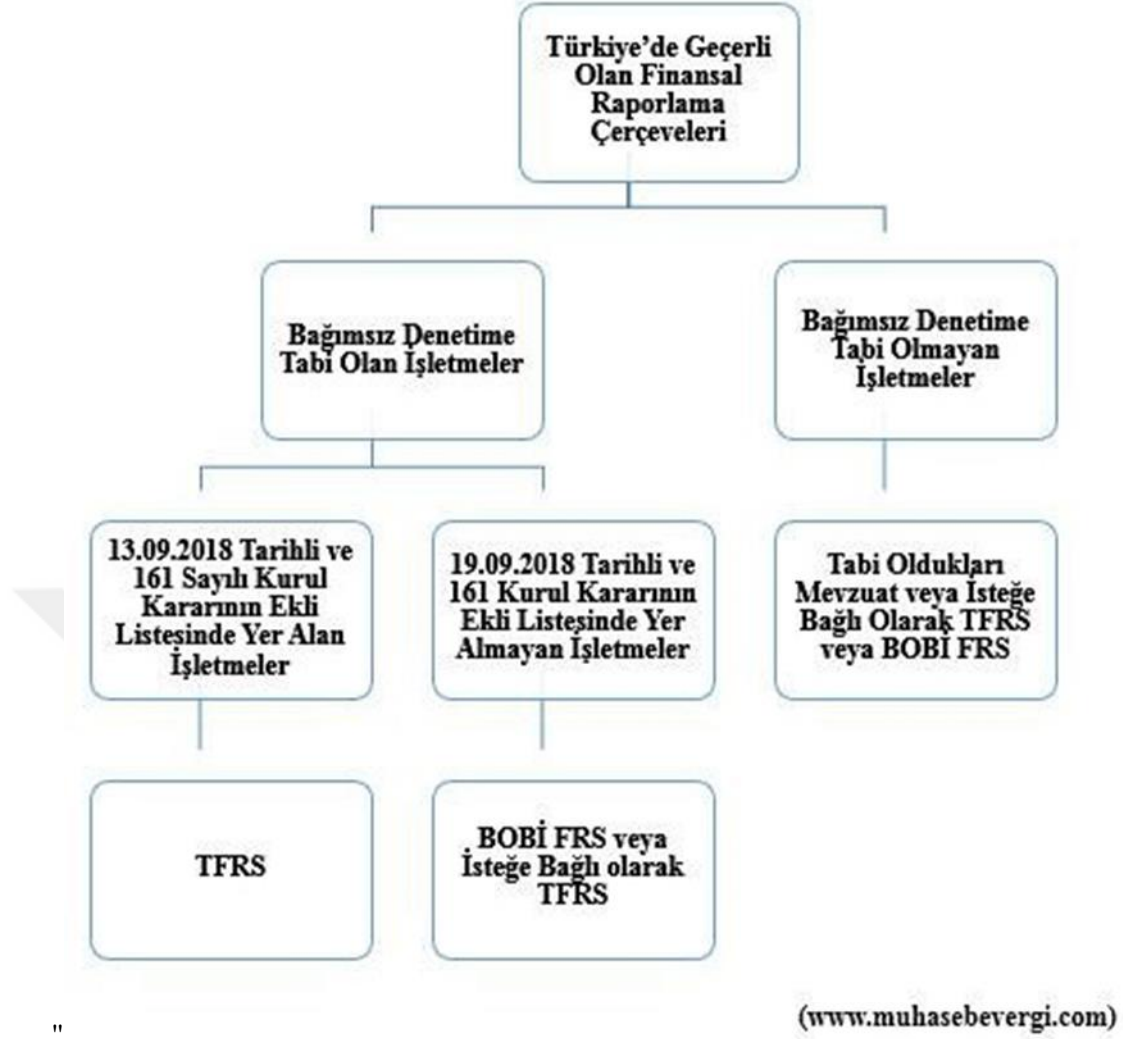 Türkiye’de Geçerli
Olan Finansal
Raporlama
Çerçeveleri
Bağımsız Denetime
Tabi Olan İşletmeler
Bağımsız Denetime
Tabi Olmayan
İşletmeler
13.09.2018 Tarihli ve
161 Sayılı Kurul
Kararının Ekli
Listesinde Yer Alan
İşletmeler
19.09.2018 Tarihli ve
161 Kurul Kararının
Ekli Listesinde Yer
Almayan İşletmeler
Tabi Oldukları
Mevzuat veya İsteğe
Bağlı Olarak TFRS
veya BOBİ FRS
TFRS
BOBİ FRS veya
İsteğe Bağlı olarak
TFRS
"
(www.muhasebevergi.com)